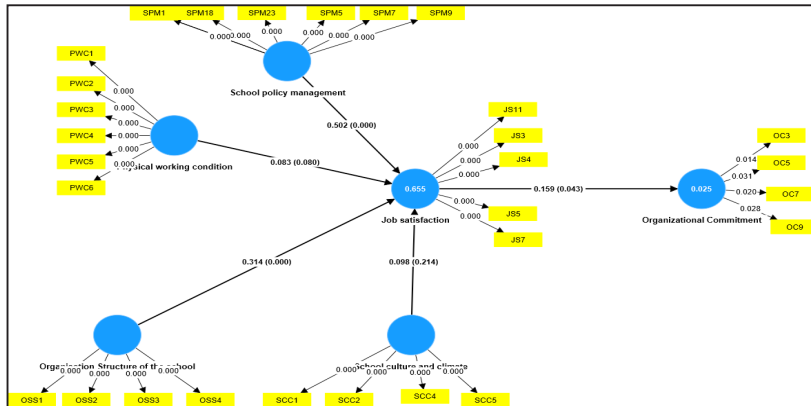 SPM1 SPM18 SPM23 SPM5 SPM7 SPM9
0.000 0.000 0.000 0.000 0.000 0.000
School policy management
PWC1
PWC2
PWC3
PWC4
PWC5
PWC6
0.000
0.000
0.000
0.000
0.000
0.000
Physical working condition
0.502 (0.000)
0.083 (0.080)
JS11
JS3
JS4
JS5
JS7
0.000
0.000
0.000
0.000
0.000
0.655
Job satisfaction
0.159 (0.043)
OC3
OC5
OC7
OC9
0.014
0.031
0.020
0.028
0.025
Organizational Commitment
0.314 (0.000)
0.098 (0.214)
Organisation Structure of the school
0.000 0.000 0.000 0.000
OSS1 OSS2 OSS3 OSS4
School culture and climate
0.000 0.000 0.000 0.000
SCC1 SCC2 SCC4 SCC5